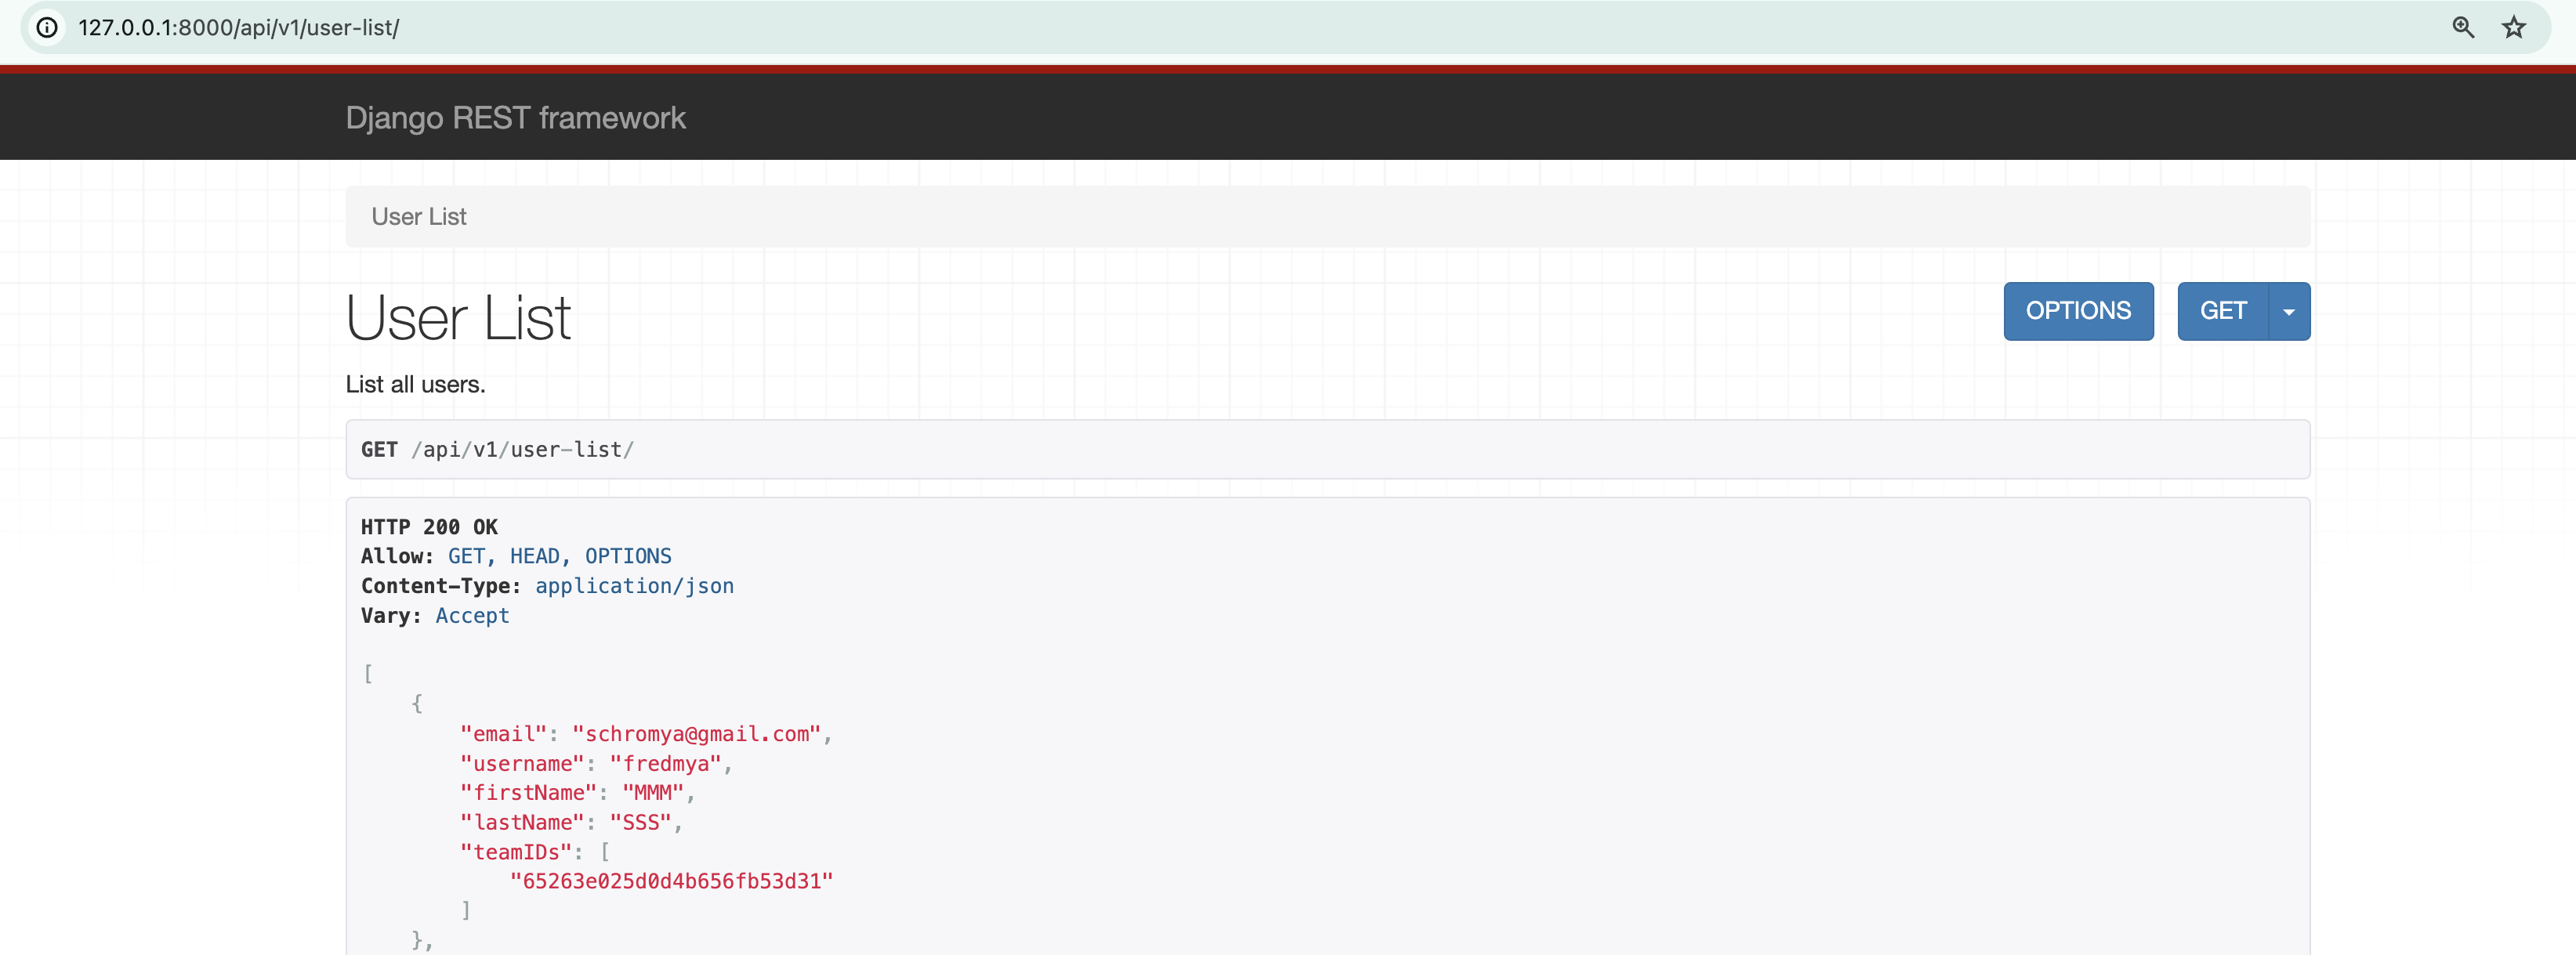 127.0.0.1:8000/api/v1/user-list/
Django REST framework
User List
User List
OPTIONS
GET
List all users.
GET /api/v1/user-list/
HTTP 200 OK
Allow: GET, HEAD, OPTIONS
Content-Type: application/json
Vary: Accept
[
    {
        "email": "schromya@gmail.com",
        "username": "fredmya",
        "firstName": "MMM",
        "lastName": "SSS",
        "teamIDs": [
            "65263e025d0d4b656fb53d31"
        ]
    },